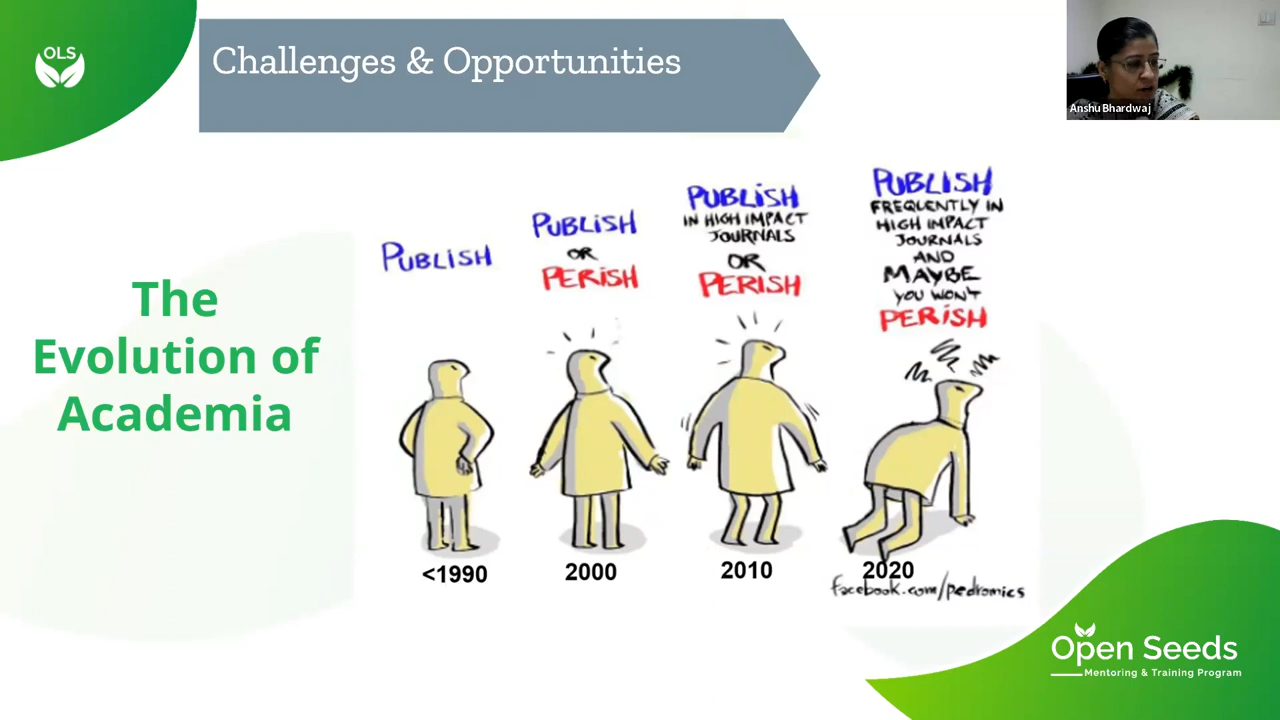 OLS
Challenges & Opportunities
Anshu Bhardwaj
The
Evolution of
Academia
PUBLISH
PUBLISH
OR
PERISH
PUBLISH
IN HIGH IMPACT
JOURNALS
OR
PERISH
PUBLISH
FREQUENTLY IN
HIGH IMPACT
JOURNALS
AND
MAYBE
YOU WON'T
PERISH
<1990
2000
2010
2020
facebook.com/pedromics
Open Seeds
Mentoring & Training Program